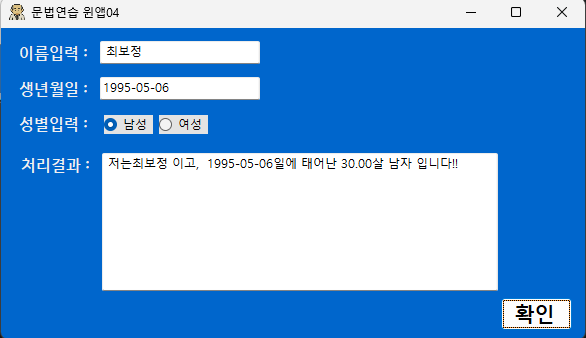 문법연습 윈앱04
이름입력 : 최보정
생년월일 : 1995-05-06
성별입력 : 남성 여성
처리결과 : 저는최보정 이고, 1995-05-06일에 태어난 30.00살 남자 입니다!!
확인